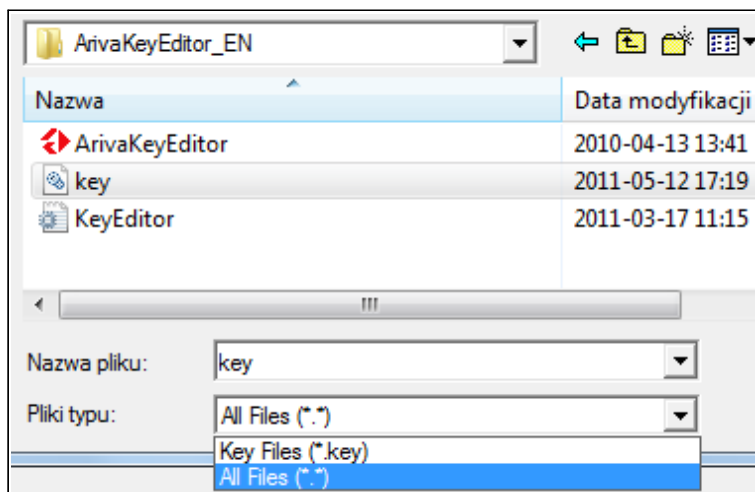 ArivaKeyEditor_EN
Nazwa Data modyfikacji
ArivaKeyEditor 2010-04-13 13:41
key 2011-05-12 17:19
KeyEditor 2011-03-17 11:15
Nazwa pliku: key
Pliki typu: All Files (*.*)
Key Files (*.key)
All Files (*.*)